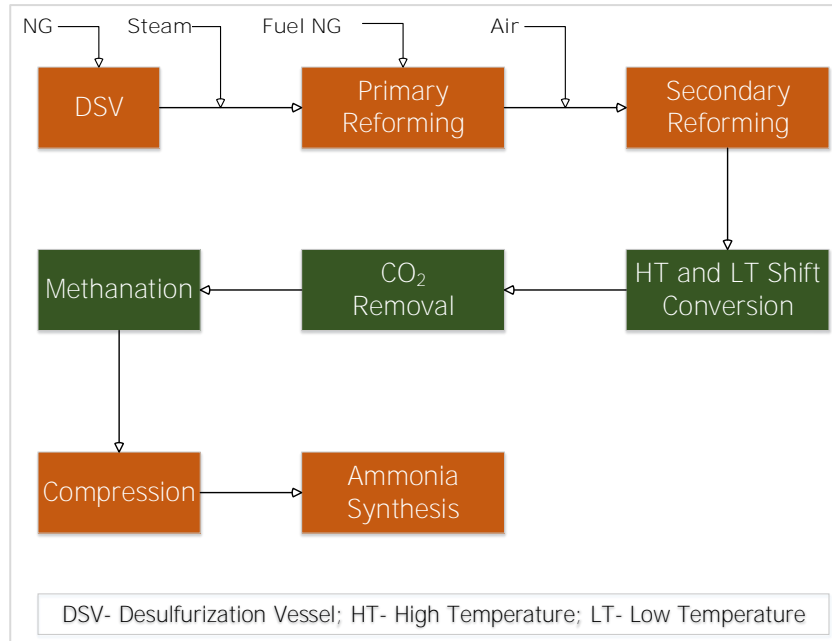 NG
Steam
Fuel NG
Air
DSV
Primary
Reforming
Secondary
Reforming
Methanation
CO₂
Removal
HT and LT Shift
Conversion
Compression
Ammonia
Synthesis
DSV- Desulfurization Vessel; HT- High Temperature; LT- Low Temperature